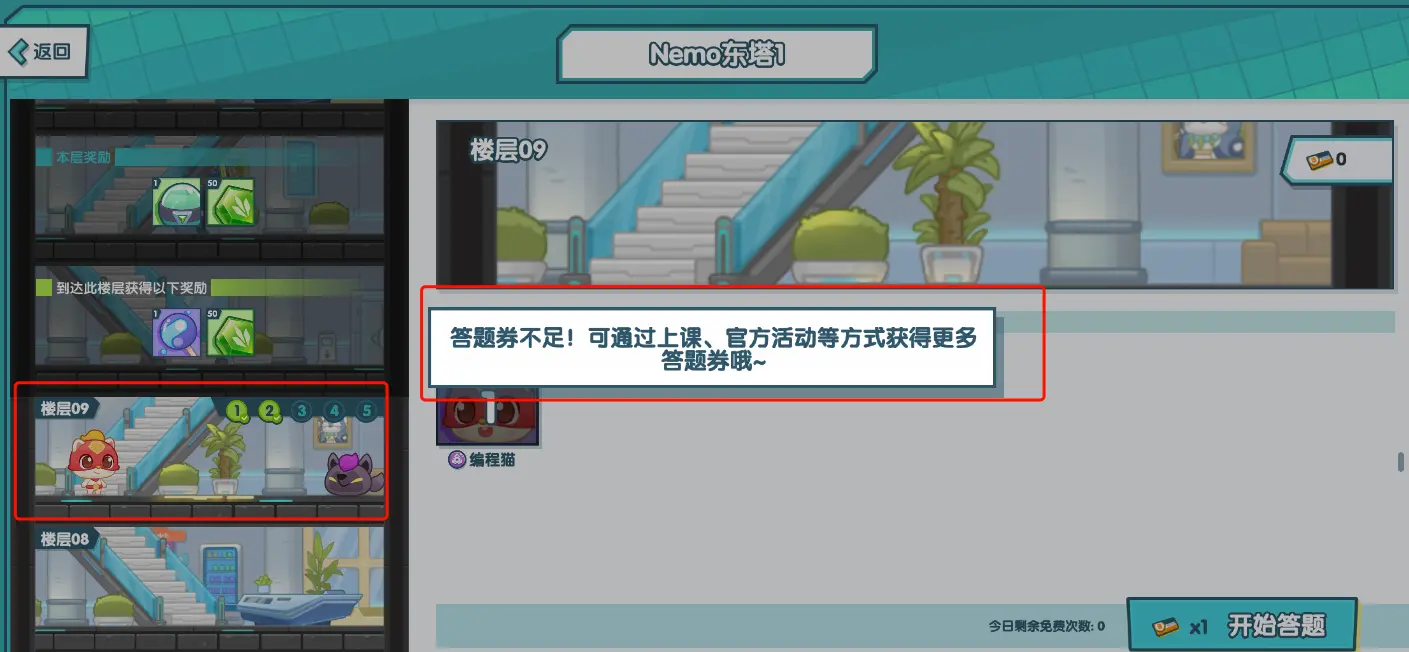 返回
Nemo东塔1
本层奖励
1
50
到达此楼层获得以下奖励
1
50
楼层09
1 2 3 4 5
楼层08
楼层09
0
答题券不足！可通过上课、官方活动等方式获得更多
答题券哦~
1
编程猫
今日剩余免费次数: 0
x1 开始答题